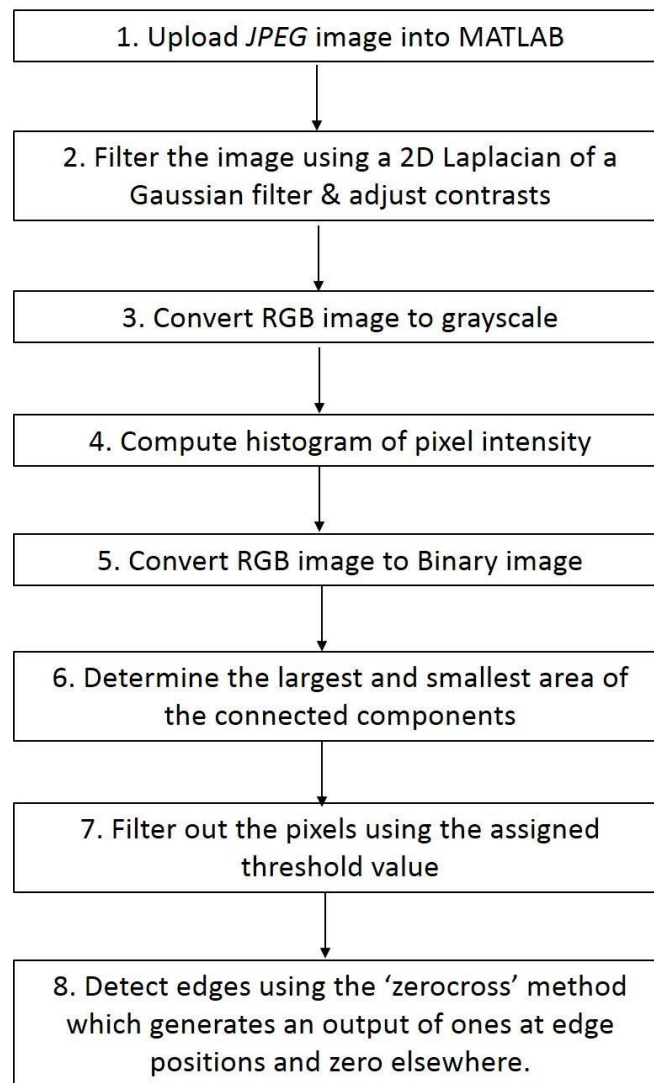 1. Upload JPEG image into MATLAB
2. Filter the image using a 2D Laplacian of a
Gaussian filter & adjust contrasts
3. Convert RGB image to grayscale
4. Compute histogram of pixel intensity
5. Convert RGB image to Binary image
6. Determine the largest and smallest area of
the connected components
7. Filter out the pixels using the assigned
threshold value
8. Detect edges using the ‘zerocross’ method
which generates an output of ones at edge
positions and zero elsewhere.